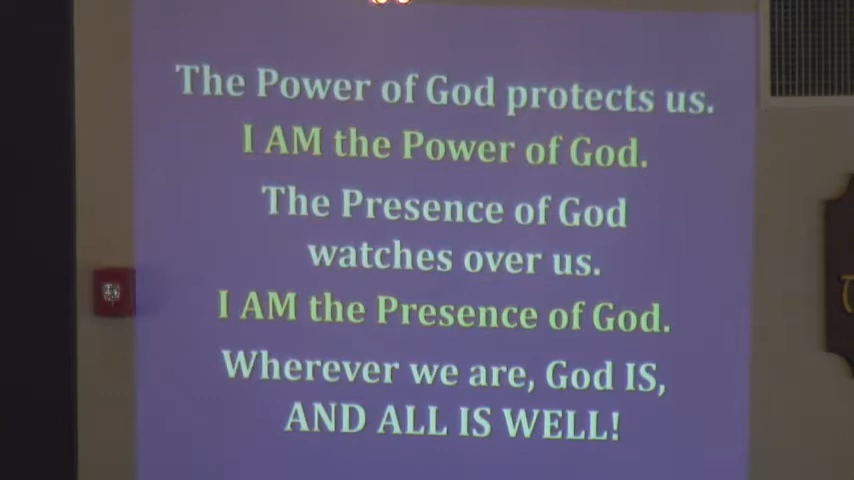 The Power of God protects us.
I AM the Power of God.
The Presence of God
watches over us.
I AM the Presence of God.
Wherever we are, God IS,
AND ALL IS WELL!